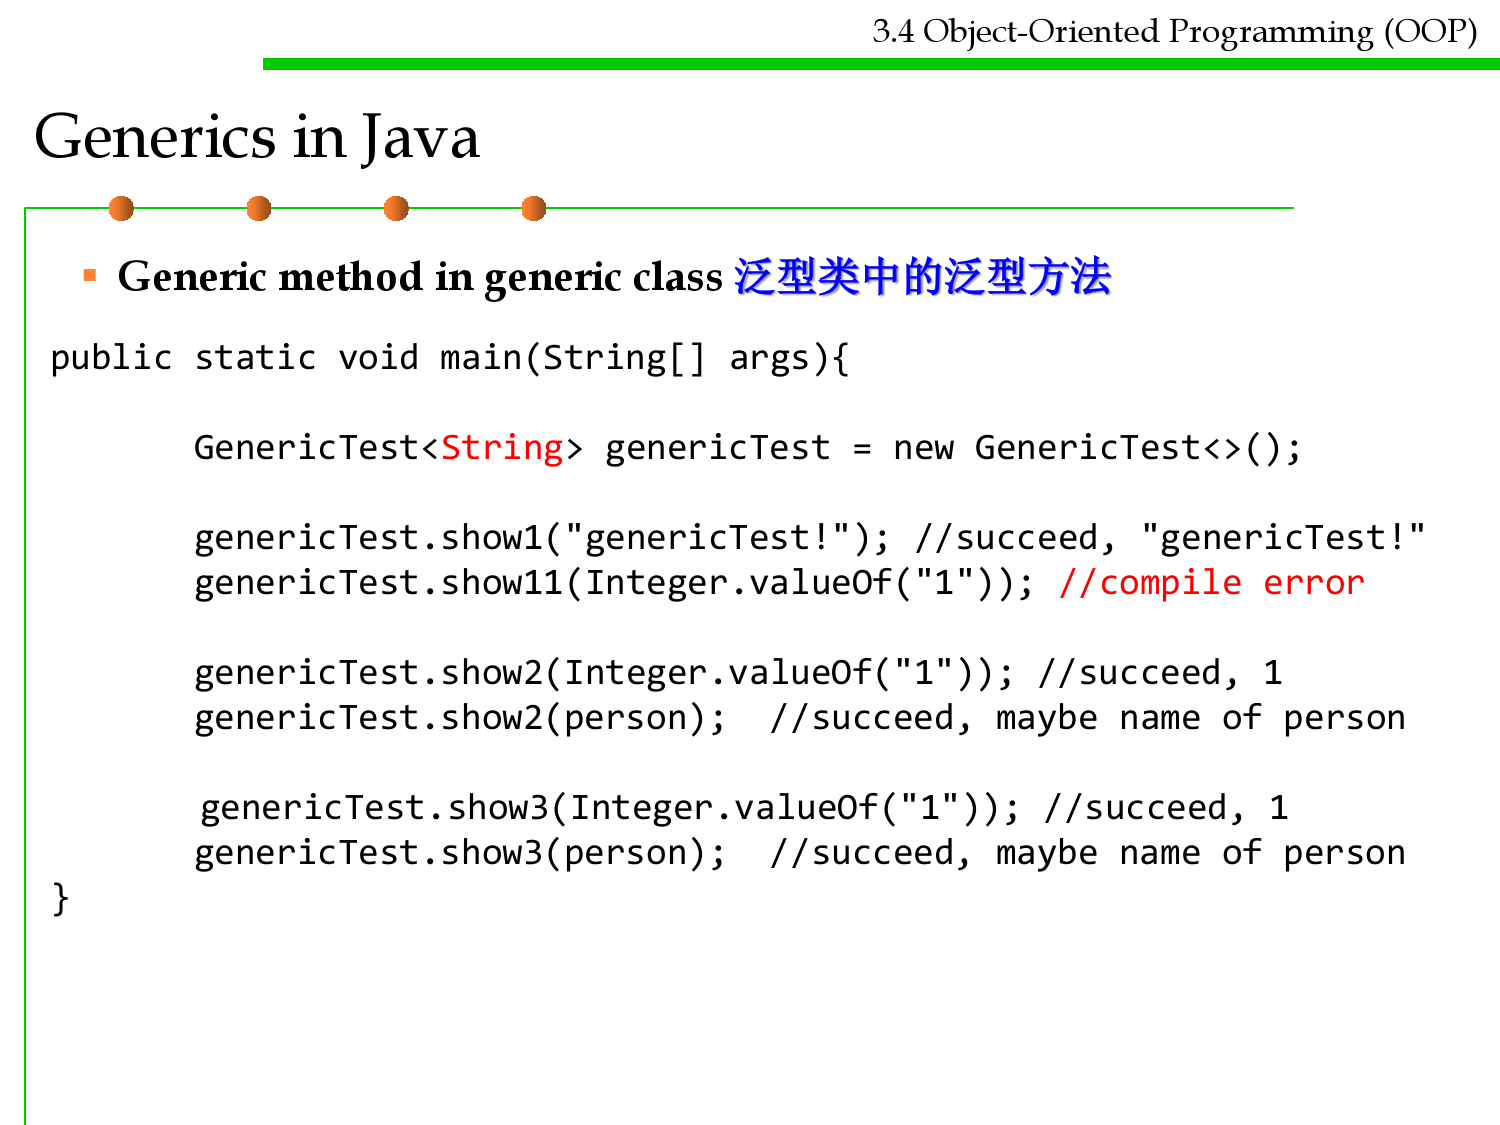 3.4 Object-Oriented Programming (OOP)
Generics in Java
Generic method in generic class 泛型类中的泛型方法
public static void main(String[] args){
GenericTest<String> genericTest = new GenericTest<>();
genericTest.show1("genericTest!"); //succeed, "genericTest!"
genericTest.show11(Integer.valueOf("1")); //compile error
genericTest.show2(Integer.valueOf("1")); //succeed, 1
genericTest.show2(person);  //succeed, maybe name of person
genericTest.show3(Integer.valueOf("1")); //succeed, 1
genericTest.show3(person);  //succeed, maybe name of person
}